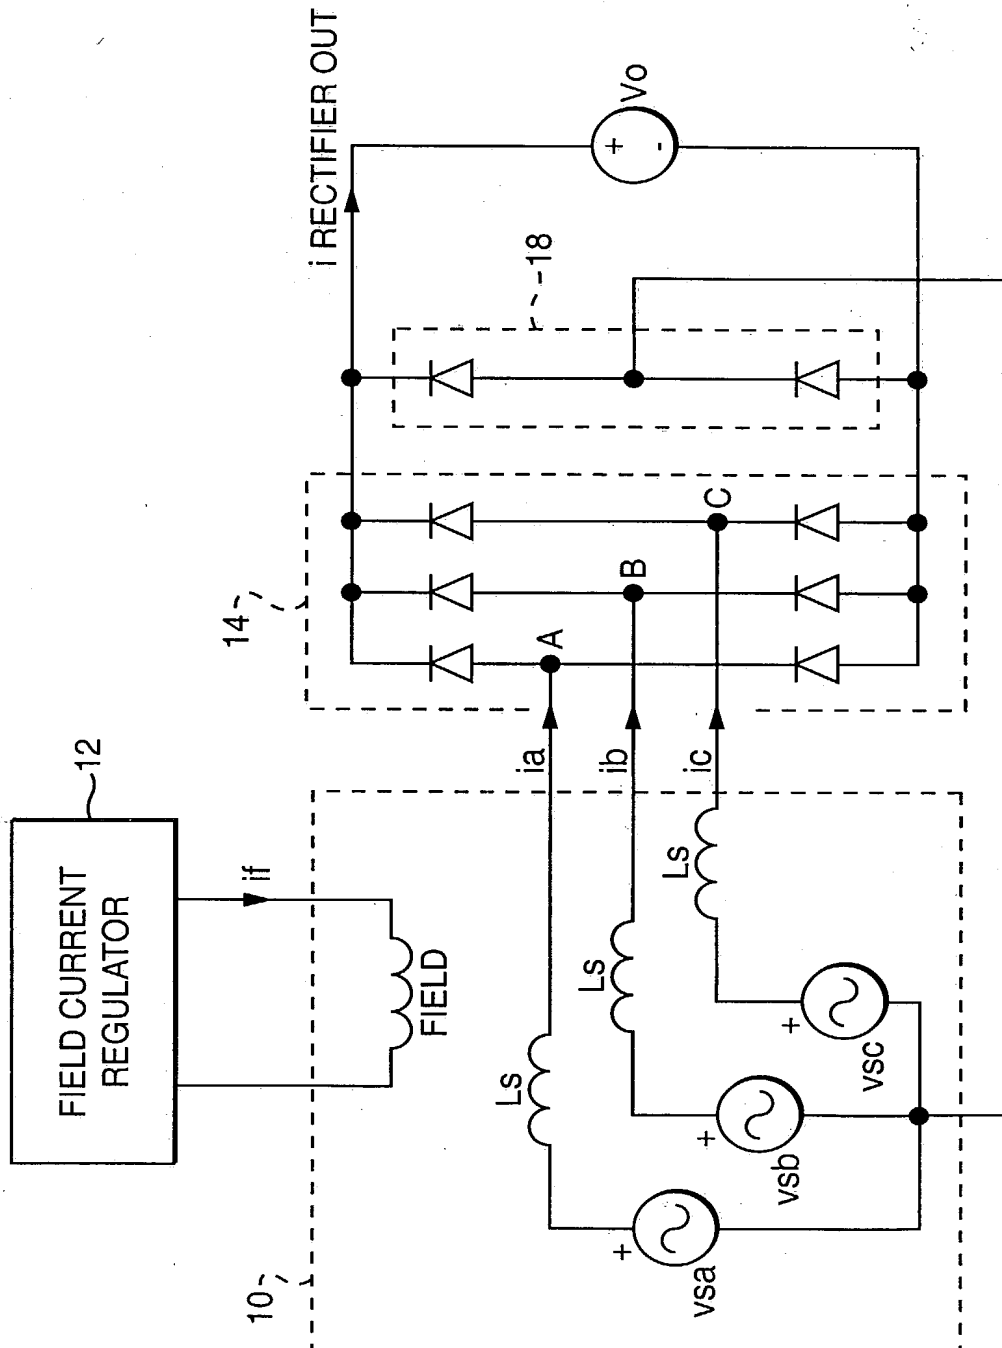 FIELD CURRENT
REGULATOR
12
if
FIELD
10
14
18
i RECTIFIER OUT
Vo
+
-
A
B
C
ia
ib
ic
Ls
Ls
Ls
+
vsa
+
vsb
+
vsc